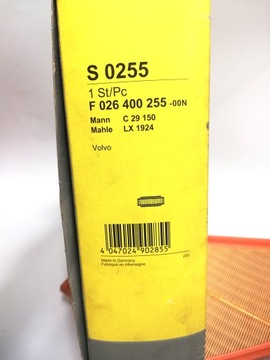 S 0255
1 St/Pc
F 026 400 255-00N
Mann C 29 150
Mahle LX 1924
Volvo
4 047024 902855
Made in Germany
Fabriqué en Allemagne